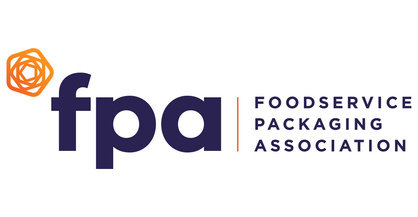 fpa
FOODSERVICE
PACKAGING
ASSOCIATION